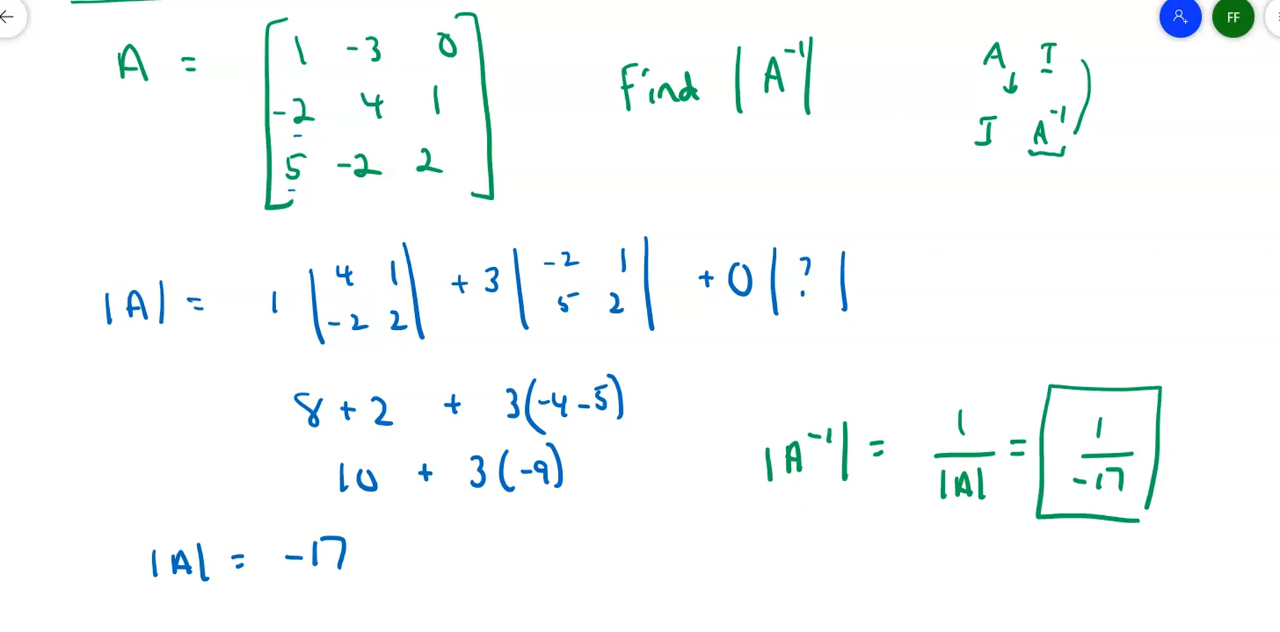 FF
A = [ 1 -3 0
-2 4 1
5 -2 2 ]
Find |A⁻¹|
A I
↓
I A⁻¹
|A| = 1 | 4 1 | + 3 | -2 1 | + 0 | ? |
| -2 2 | | 5 2 |
8 + 2 + 3(-4-5)
10 + 3(-9)
|A| = -17
|A⁻¹| = 1/|A| = 1/-17